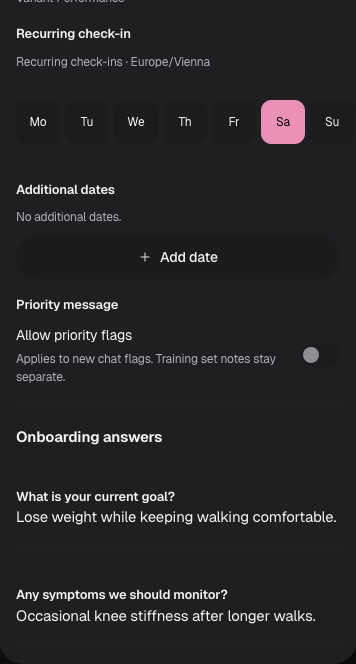 Variant Performance
Recurring check-in
Recurring check-ins · Europe/Vienna
Mo Tu We Th Fr Sa Su
Additional dates
No additional dates.
+ Add date
Priority message
Allow priority flags
Applies to new chat flags. Training set notes stay
separate.
Onboarding answers
What is your current goal?
Lose weight while keeping walking comfortable.
Any symptoms we should monitor?
Occasional knee stiffness after longer walks.